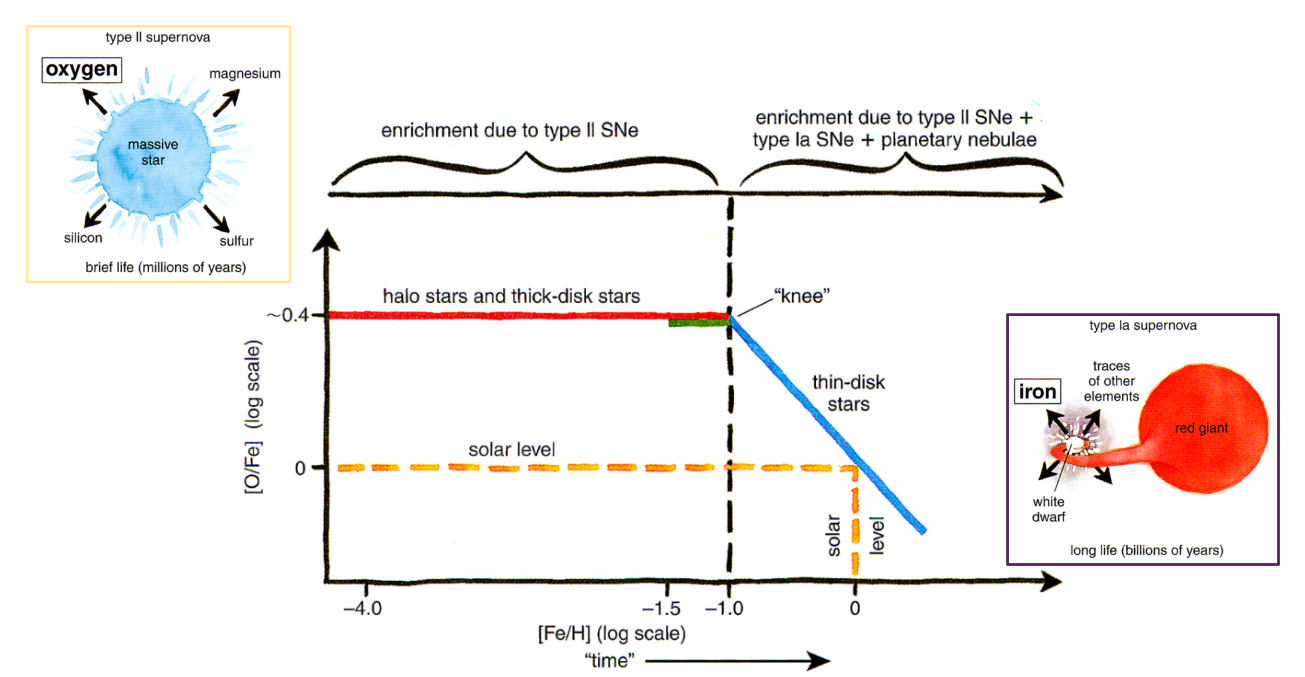 type II supernova
oxygen
magnesium
massive
star
silicon
sulfur
brief life (millions of years)
enrichment due to type II SNe
enrichment due to type II SNe +
type Ia SNe + planetary nebulae
halo stars and thick-disk stars
"knee"
~0.4
[O/Fe] (log scale)
thin-disk
stars
solar level
0
solar
level
–4.0
–1.5
–1.0
0
[Fe/H] (log scale)
"time"
type Ia supernova
traces
of other
elements
iron
red giant
white
dwarf
long life (billions of years)